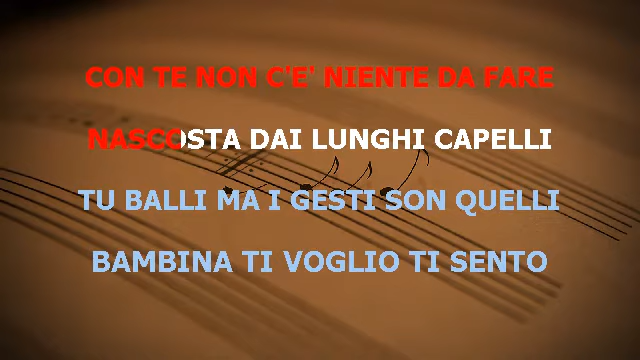 CON TE NON C'E' NIENTE DA FARE
NASCOSTA DAI LUNGHI CAPELLI
TU BALLI MA I GESTI SON QUELLI
BAMBINA TI VOGLIO TI SENTO